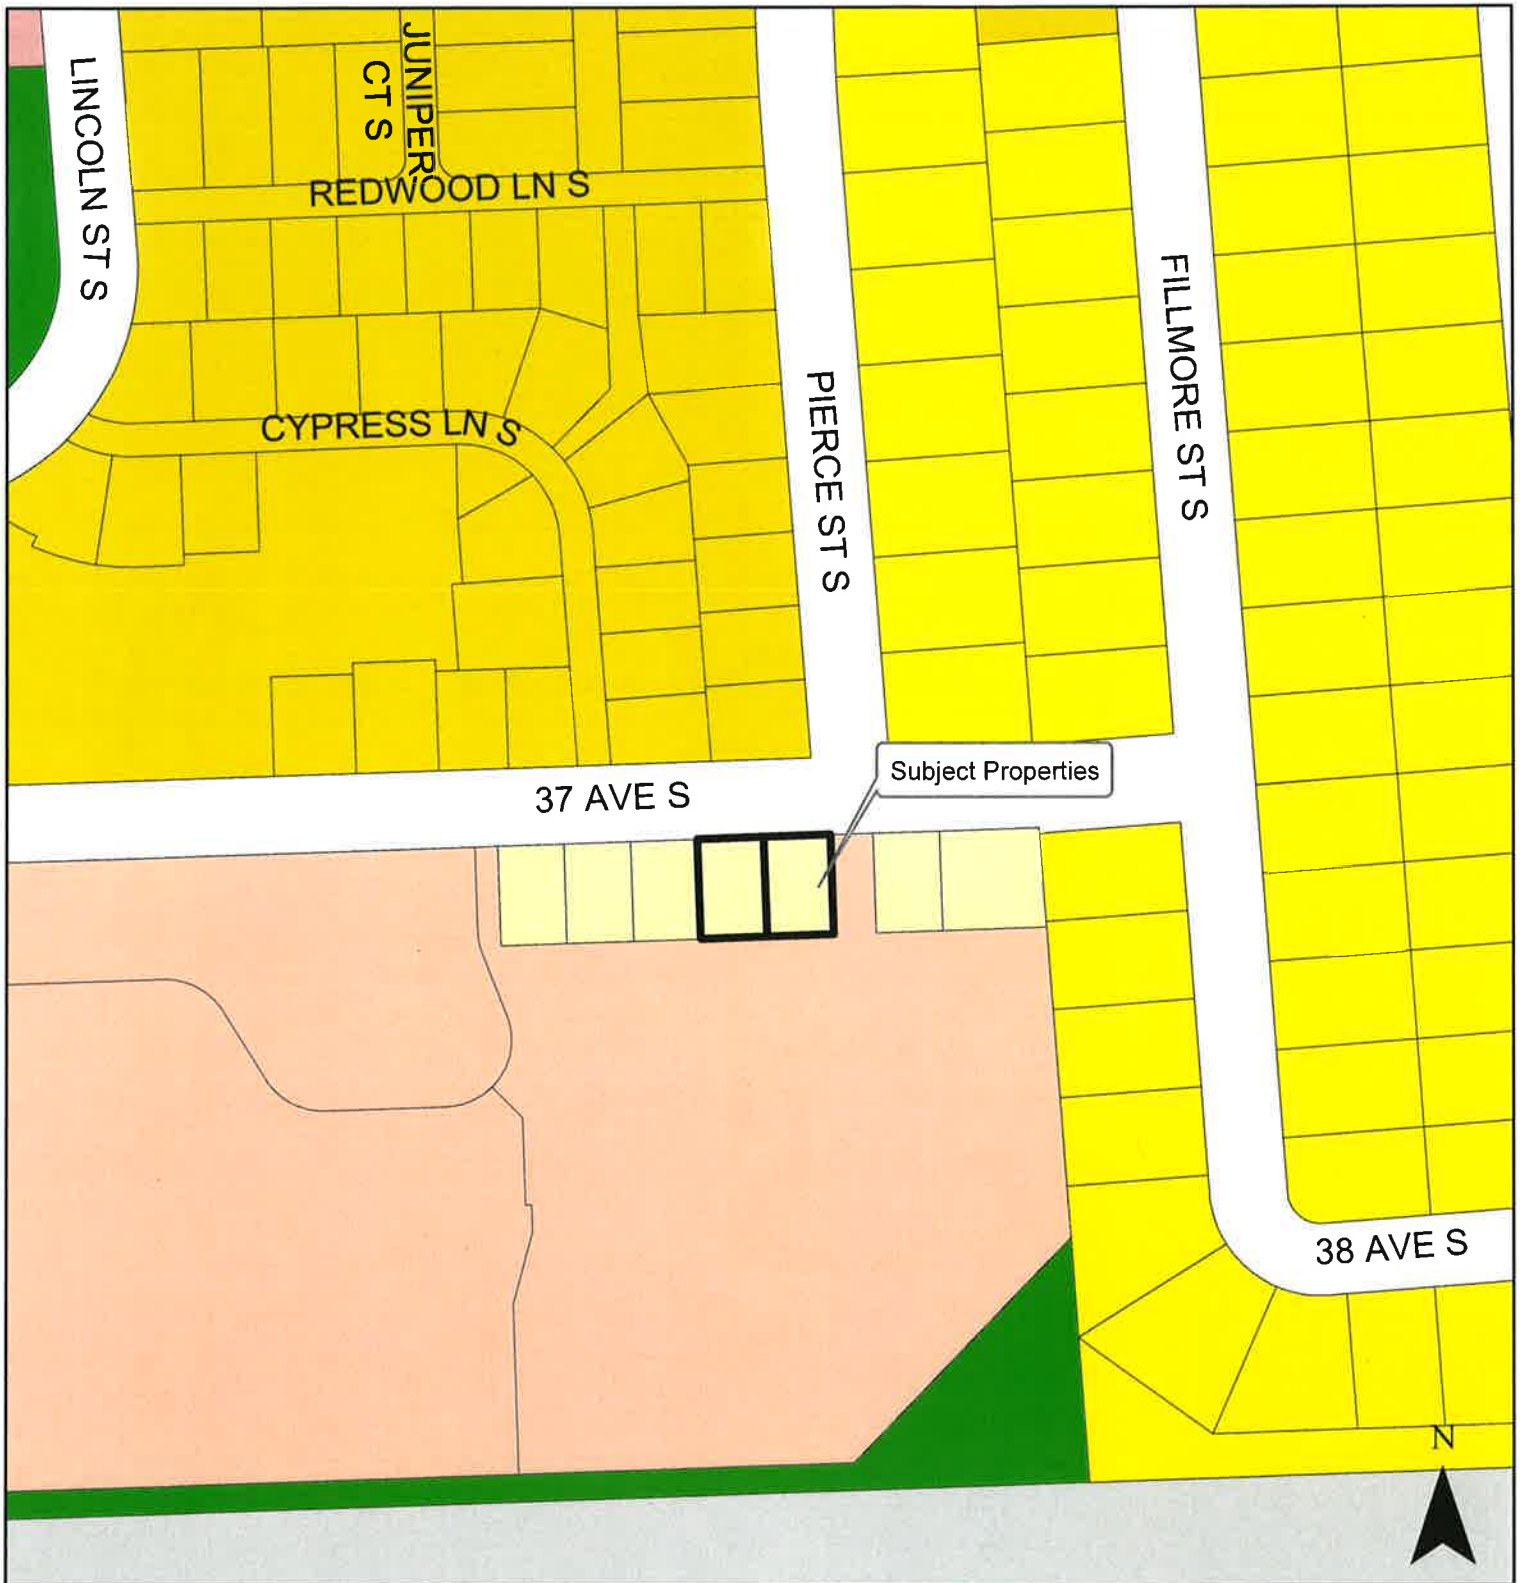 JUNIPER
CT S
LINCOLN ST S
REDWOOD LN S
FILLMORE ST S
PIERCE ST S
CYPRESS LN S
Subject Properties
37 AVE S
38 AVE S
N